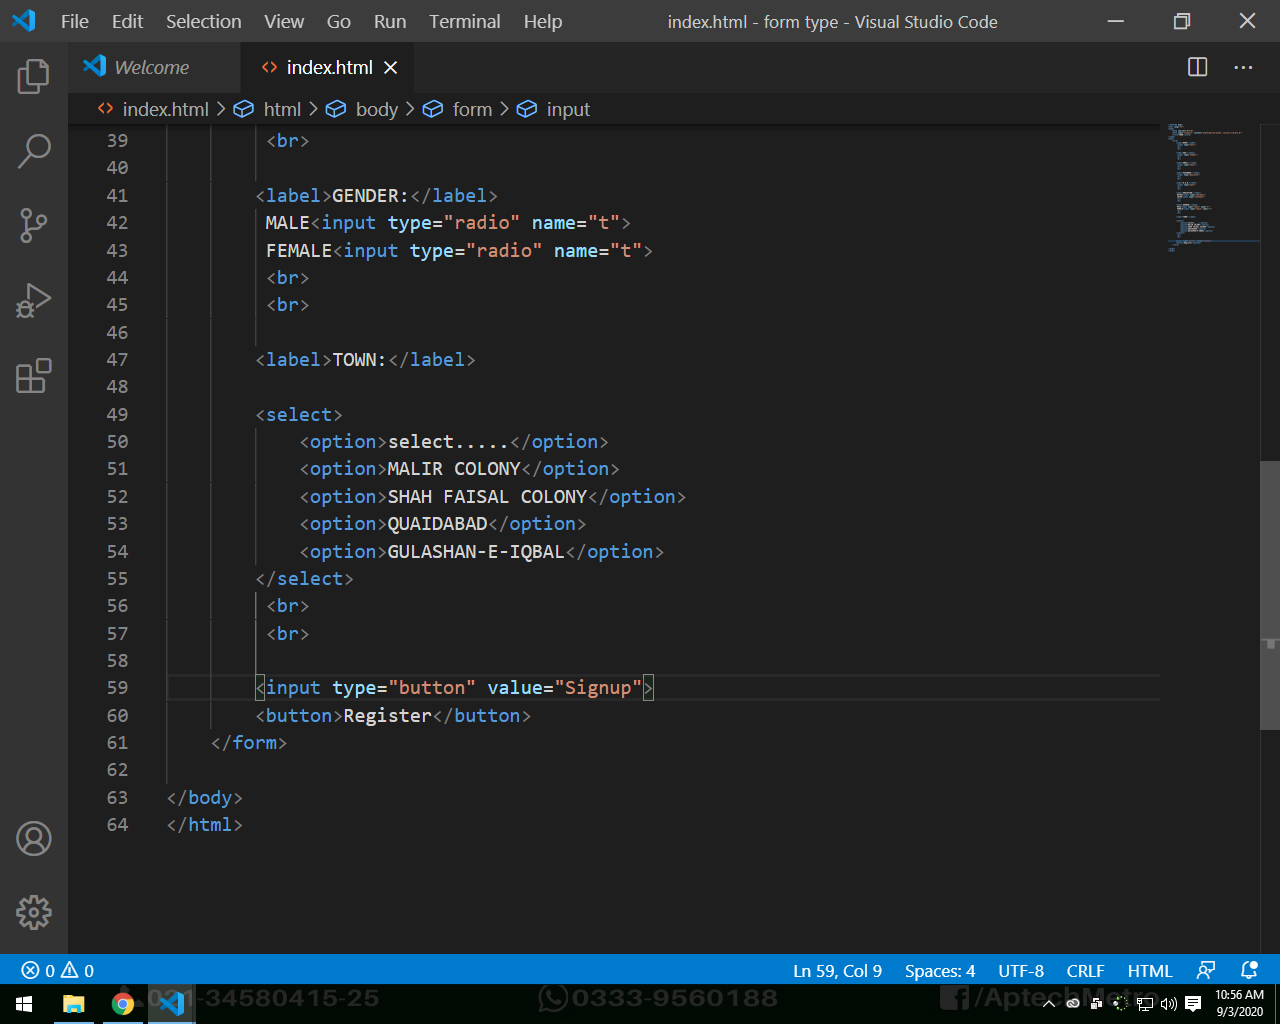 File Edit Selection View Go Run Terminal Help index.html - form type - Visual Studio Code
Welcome index.html
index.html > html > body > form > input
39 <br>
40
41 <label>GENDER:</label>
42 MALE<input type="radio" name="t">
43 FEMALE<input type="radio" name="t">
44 <br>
45 <br>
46
47 <label>TOWN:</label>
48
49 <select>
50 <option>select.....</option>
51 <option>MALIR COLONY</option>
52 <option>SHAH FAISAL COLONY</option>
53 <option>QUAIDABAD</option>
54 <option>GULASHAN-E-IQBAL</option>
55 </select>
56 <br>
57 <br>
58
59 <input type="button" value="Signup">
60 <button>Register</button>
61 </form>
62
63 </body>
64 </html>
0 0 Ln 59, Col 9 Spaces: 4 UTF-8 CRLF HTML
021-34580415-25 0333-9560188 /AptechMetro 10:56 AM
9/3/2020